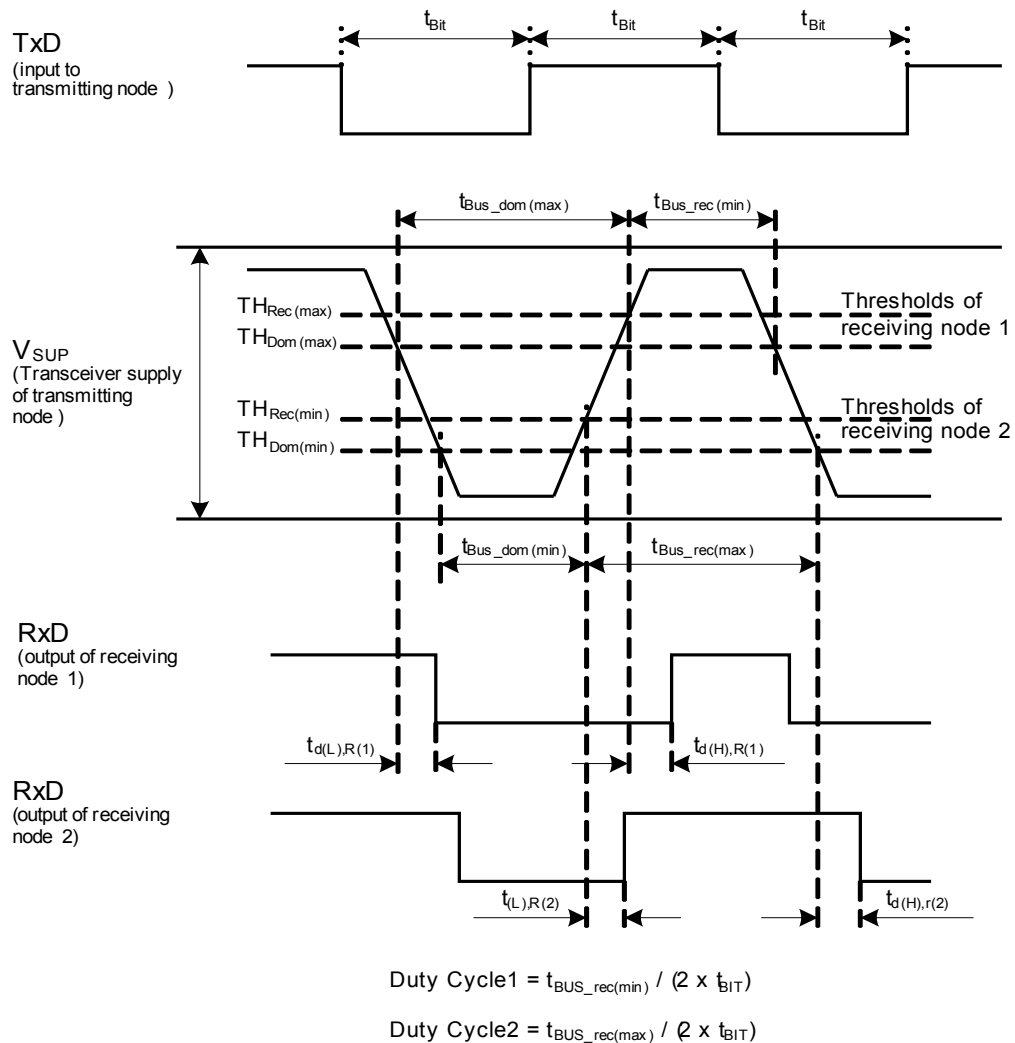 tBit tBit tBit
TxD
(input to
transmitting node )
tBus_dom (max) tBus_rec (min)
THRec (max)
Thresholds of
receiving node 1
THDom (max)
VSUP
(Transceiver supply
of transmitting
node )
THRec(min)
Thresholds of
receiving node 2
THDom(min)
tBus_dom (min) tBus_rec(max)
RxD
(output of receiving
node 1)
td(L),R(1) td(H),R(1)
RxD
(output of receiving
node 2)
t(L),R(2) td(H),r(2)
Duty Cycle1 = tBUS_rec(min) / (2 x tBIT)
Duty Cycle2 = tBUS_rec(max) / (2 x tBIT)